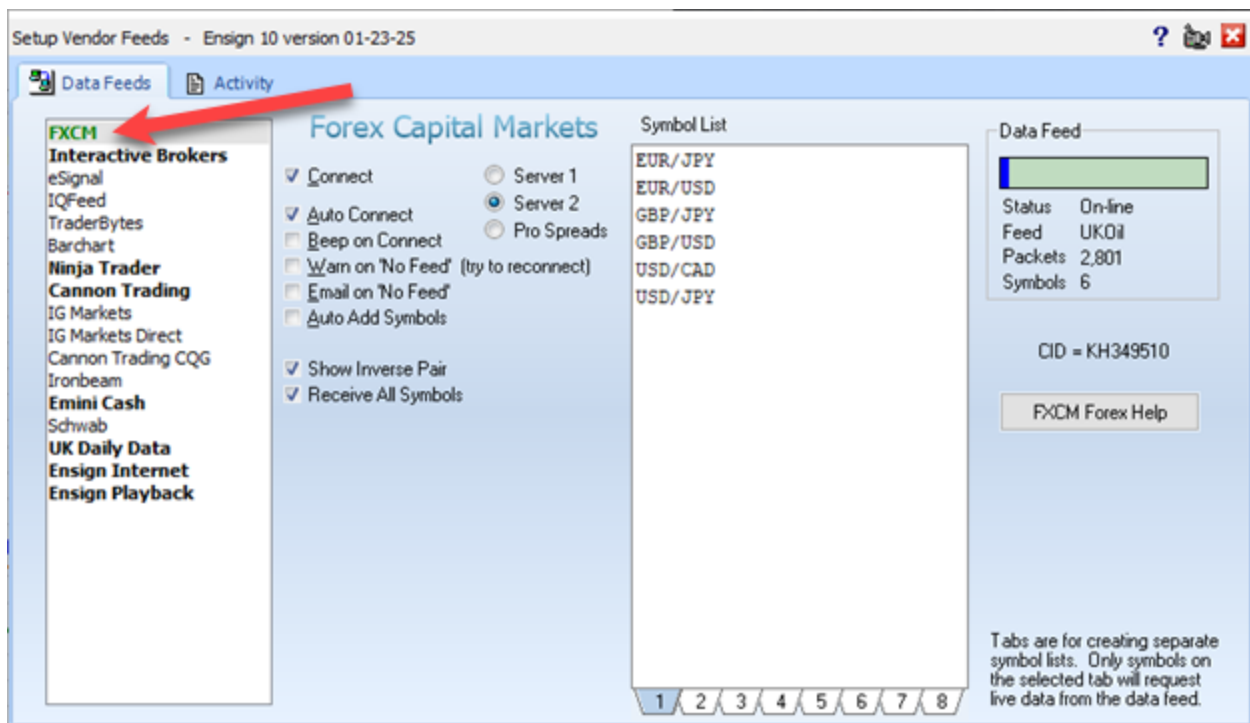 Setup Vendor Feeds - Ensign 10 version 01-23-25
?
Data Feeds
Activity
FXCM
Interactive Brokers
eSignal
IQFeed
TraderBytes
Barchart
Ninja Trader
Cannon Trading
IG Markets
IG Markets Direct
Cannon Trading CQG
Ironbeam
Emini Cash
Schwab
UK Daily Data
Ensign Internet
Ensign Playback
Forex Capital Markets
Connect
Auto Connect
Beep on Connect
Warn on 'No Feed' (try to reconnect)
Email on 'No Feed'
Auto Add Symbols
Show Inverse Pair
Receive All Symbols
Server 1
Server 2
Pro Spreads
Symbol List
EUR/JPY
EUR/USD
GBP/JPY
GBP/USD
USD/CAD
USD/JPY
1 2 3 4 5 6 7 8
Data Feed
Status On-line
Feed UKOil
Packets 2,801
Symbols 6
CID = KH349510
FXCM Forex Help
Tabs are for creating separate
symbol lists. Only symbols on
the selected tab will request
live data from the data feed.